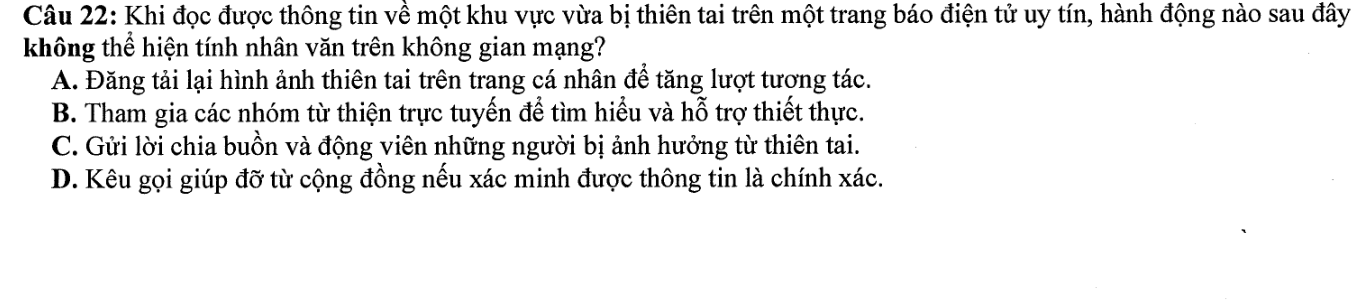 Câu 22: Khi đọc được thông tin về một khu vực vừa bị thiên tai trên một trang báo điện tử uy tín, hành động nào sau đây
không thể hiện tính nhân văn trên không gian mạng?
A. Đăng tải lại hình ảnh thiên tai trên trang cá nhân để tăng lượt tương tác.
B. Tham gia các nhóm từ thiện trực tuyến để tìm hiểu và hỗ trợ thiết thực.
C. Gửi lời chia buồn và động viên những người bị ảnh hưởng từ thiên tai.
D. Kêu gọi giúp đỡ từ cộng đồng nếu xác minh được thông tin là chính xác.